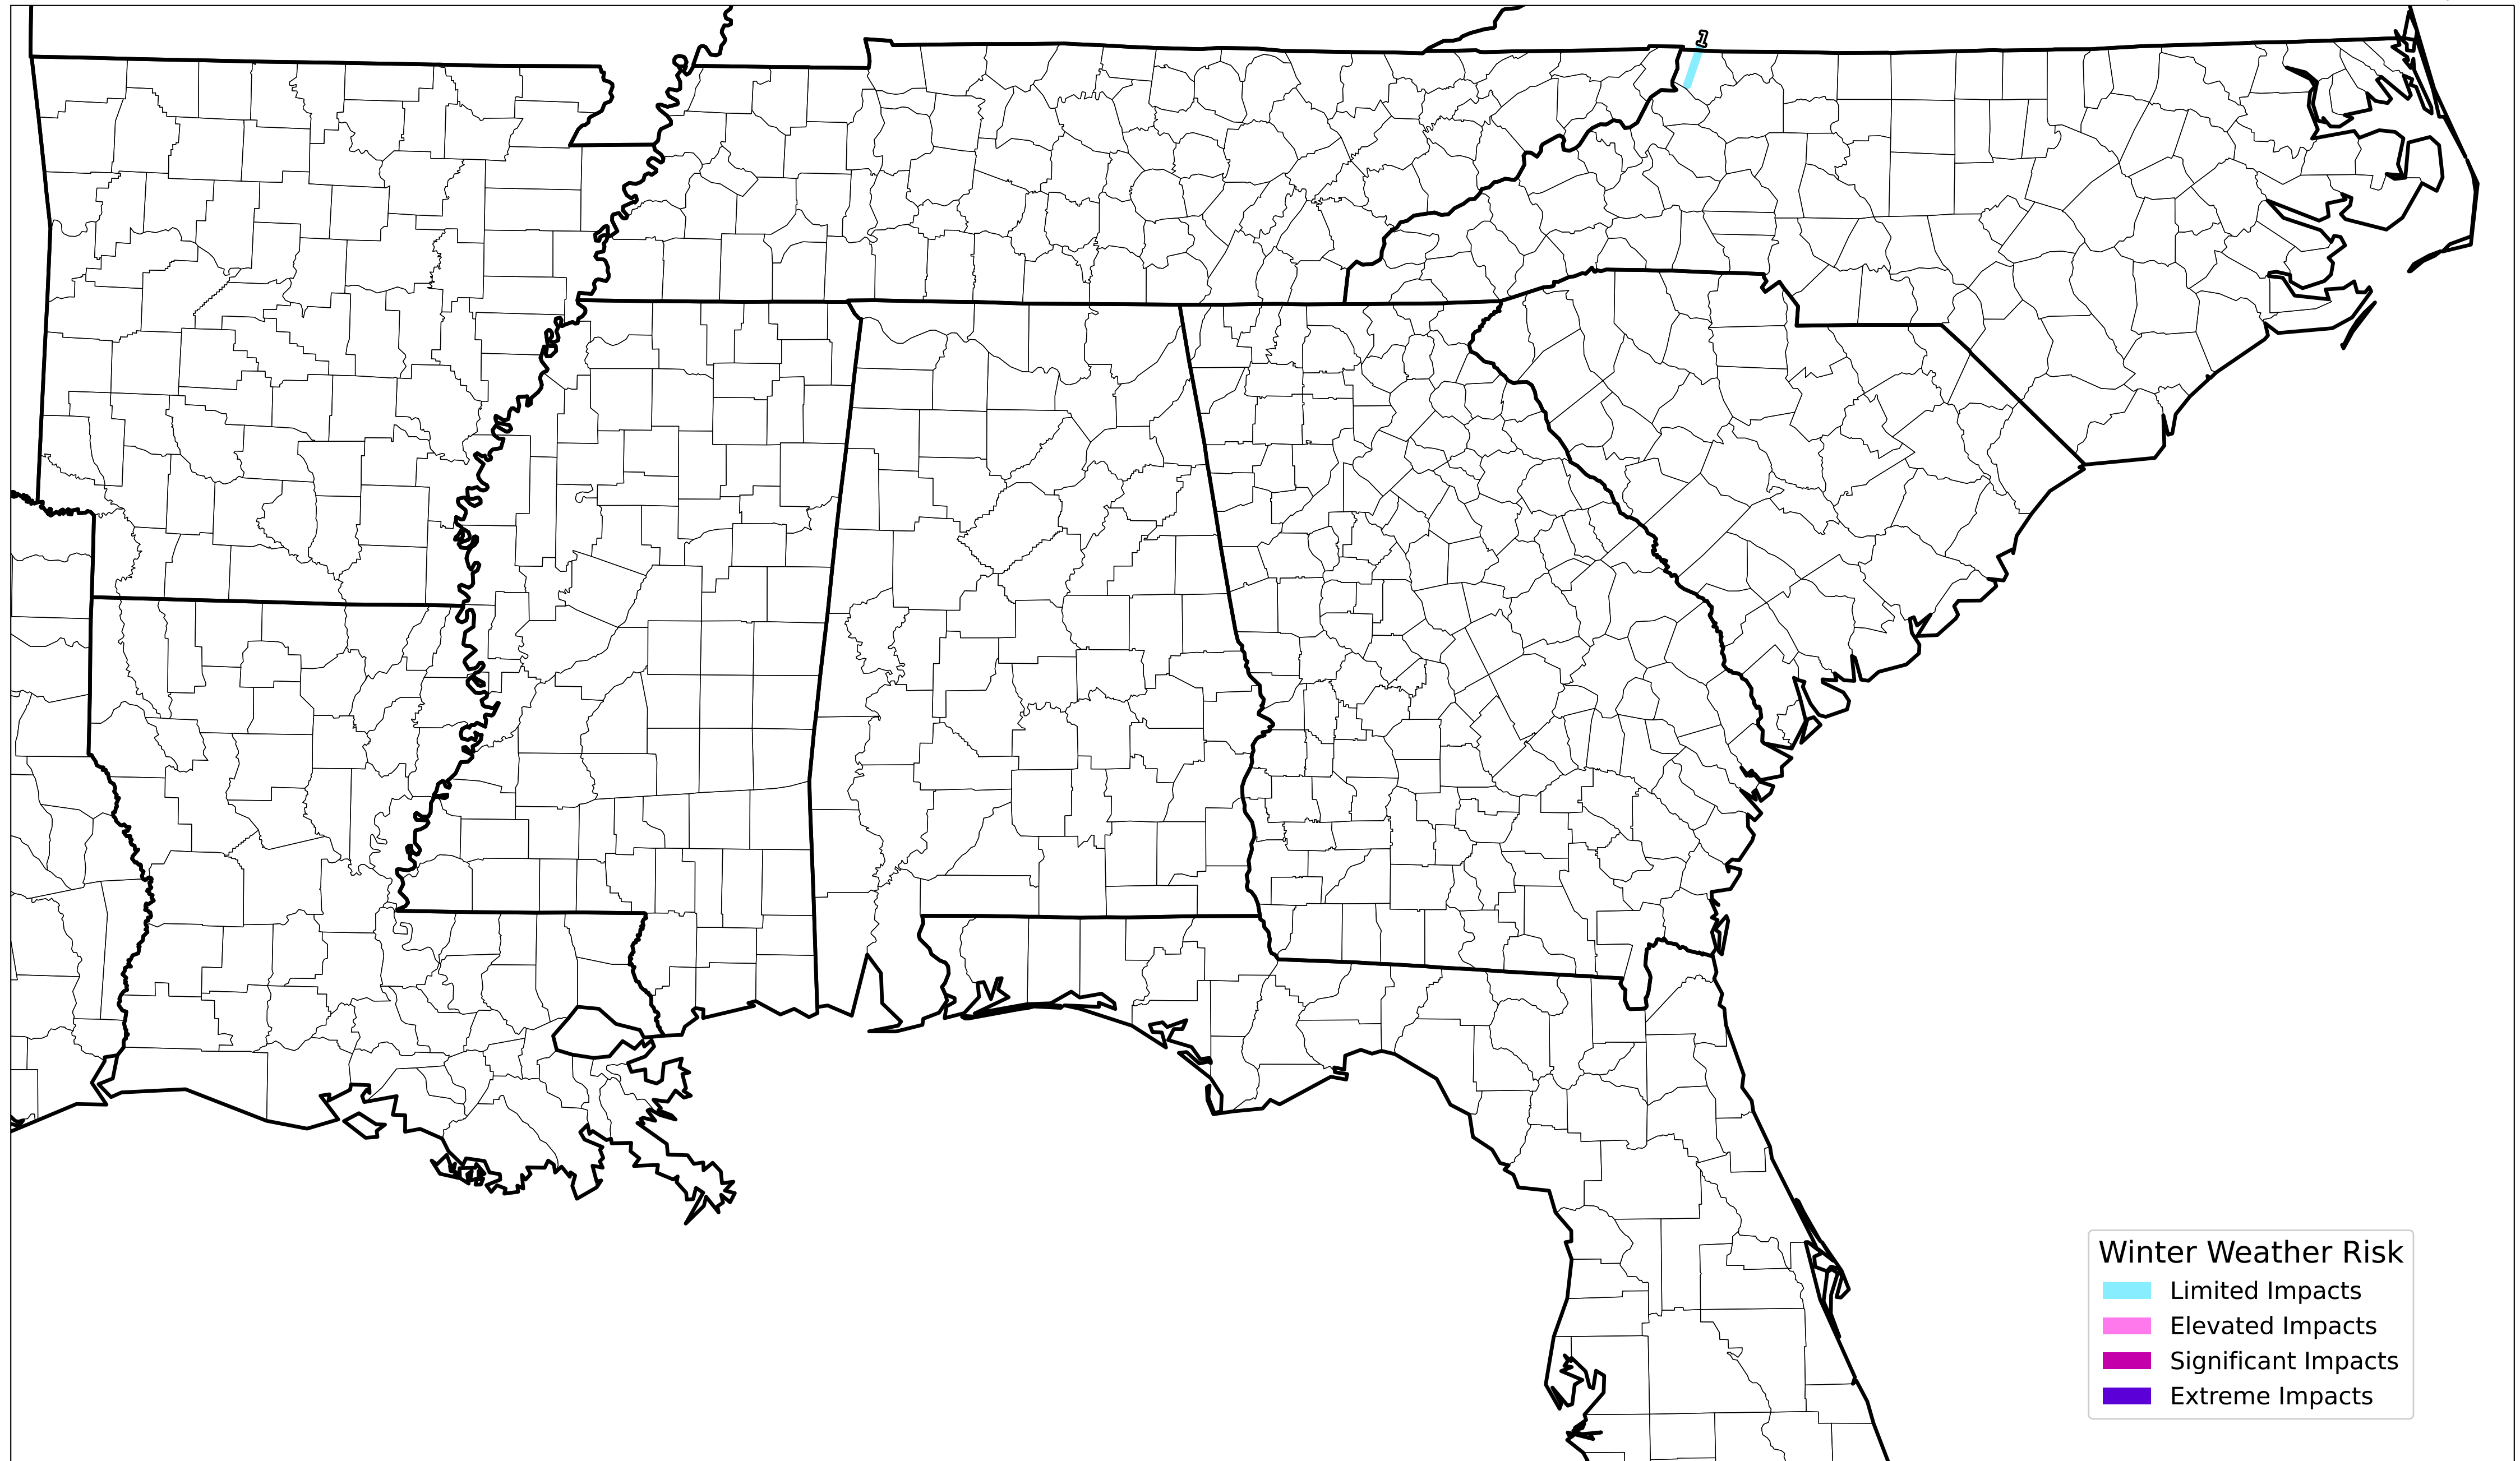 1
Winter Weather Risk
Limited Impacts
Elevated Impacts
Significant Impacts
Extreme Impacts